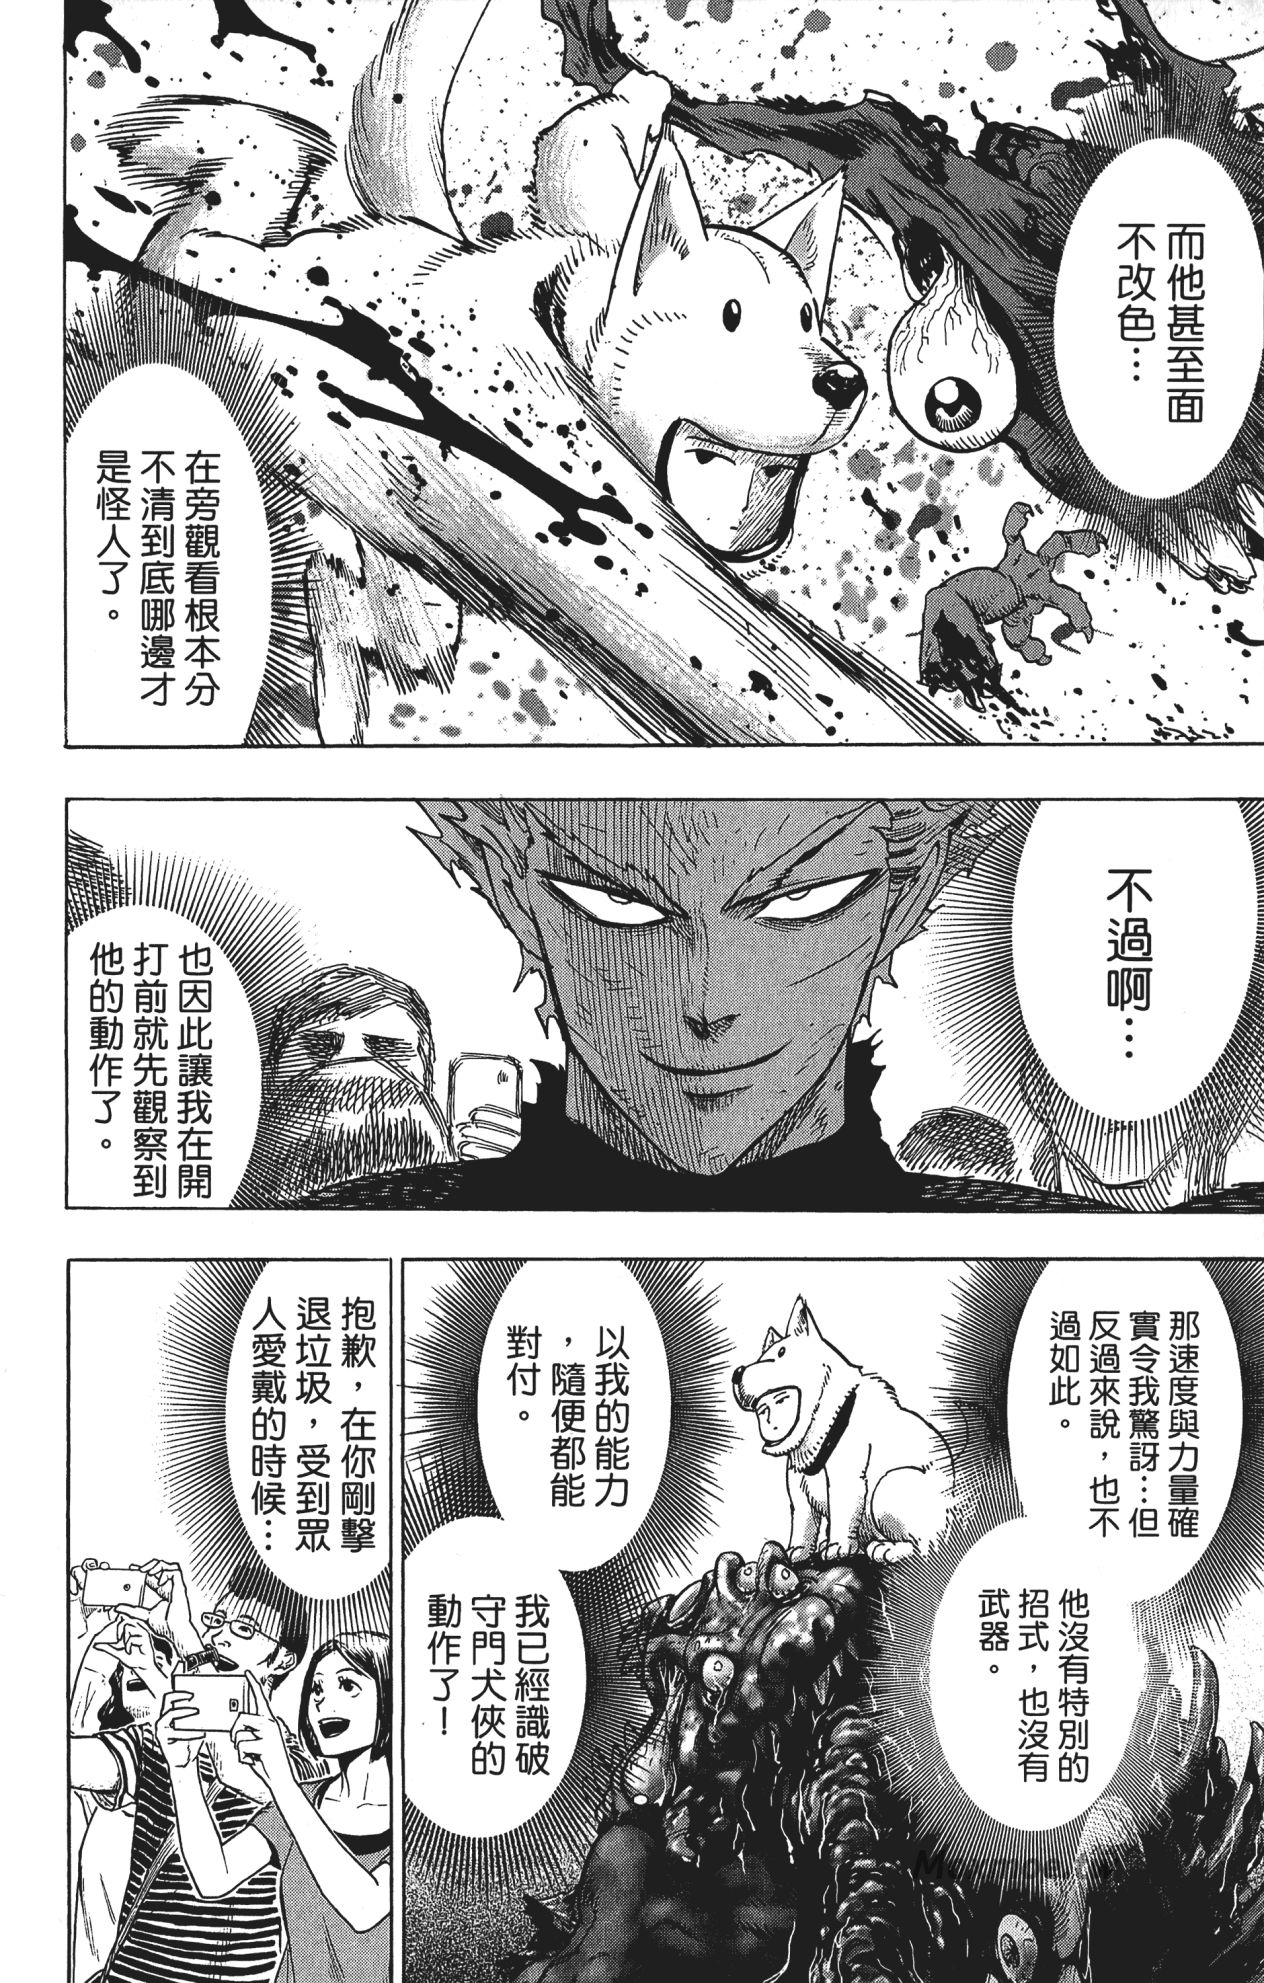 而他甚至面
不改色…
在旁觀看根本分
不清到底哪邊才
是怪人了。
不過啊…
也因此讓我在開
打前就先觀察到
他的動作了。
那速度與力量確
實令我驚訝…但
反過來說，也不
過如此。
他沒有特別的
招式，也沒有
武器。
以我的能力
，隨便都能
對付。
我已經識破
守門犬俠的
動作了！
抱歉，在你剛擊
退垃圾，受到眾
人愛戴的時候…